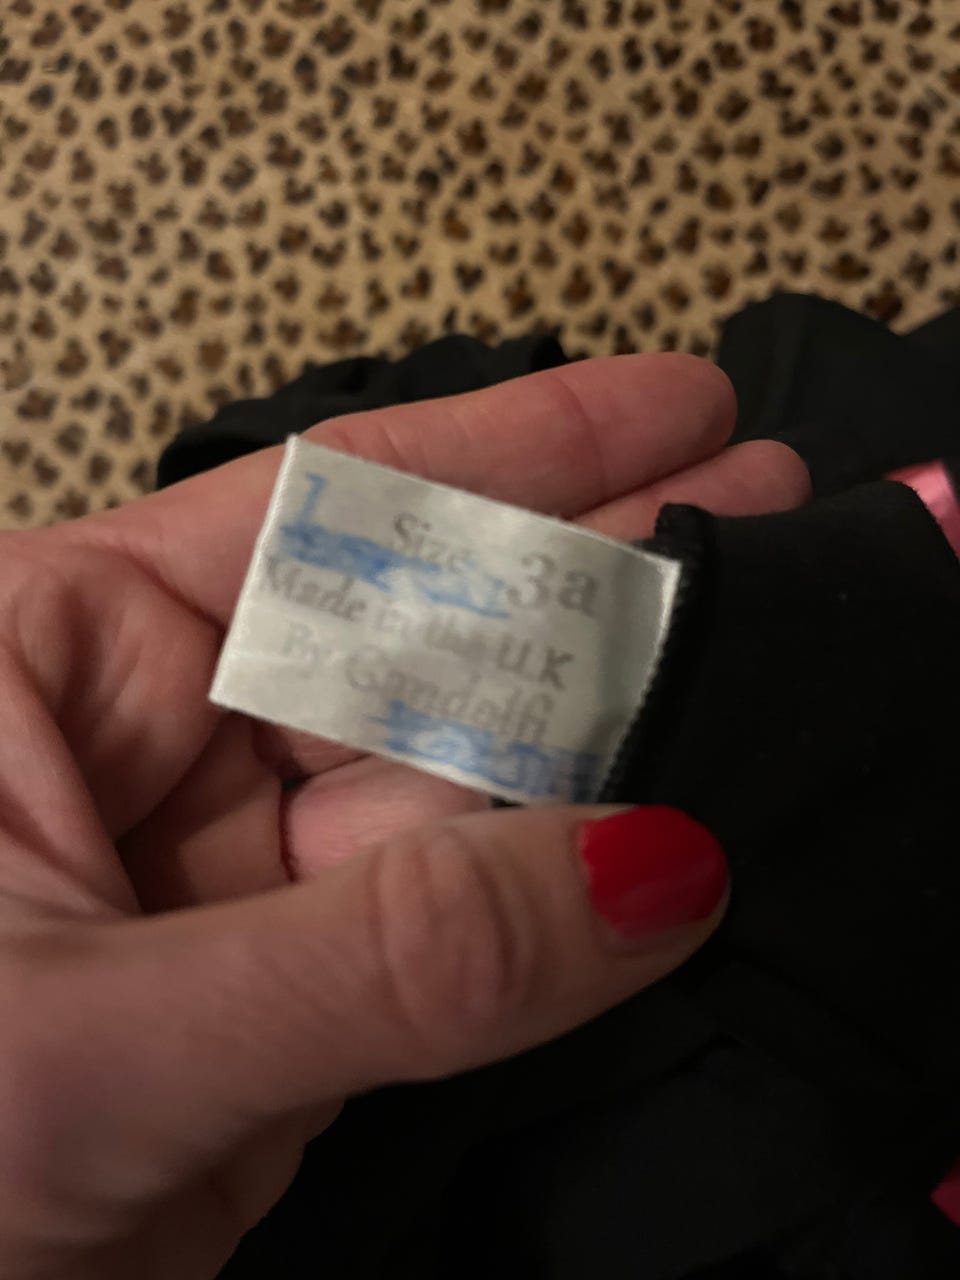 Size 3a
Made in the U.K
By Gandolfi